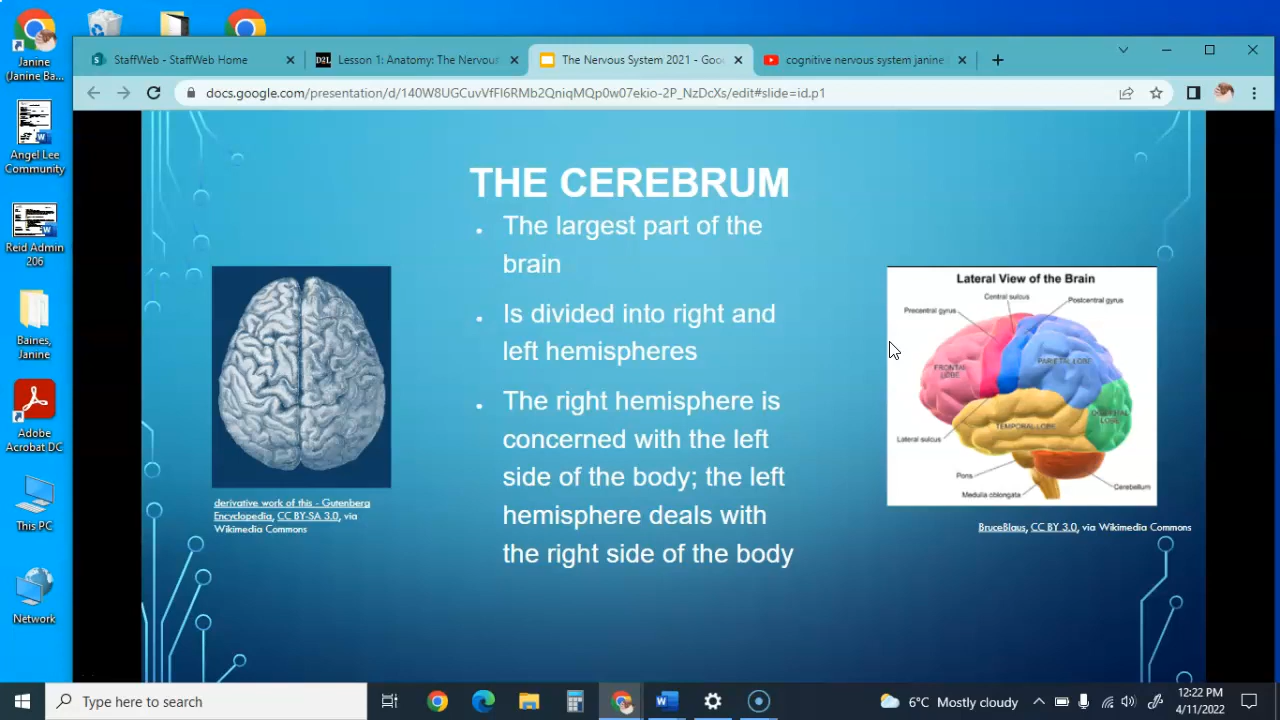 Janine
(Janine Ba...
Angel Lee
Community
Reid Admin
206
Baines,
Janine
Adobe
Acrobat DC
This PC
Network
StaffWeb - StaffWeb Home
D2L
Lesson 1: Anatomy: The Nervous
The Nervous System 2021 - Goo
cognitive nervous system janine
docs.google.com/presentation/d/140W8UGCuvVfFI6RMb2QniqMQp0w07ekio-2P_NzDcXs/edit#slide=id.p1
THE CEREBRUM
• The largest part of the
brain
• Is divided into right and
left hemispheres
• The right hemisphere is
concerned with the left
side of the body; the left
hemisphere deals with
the right side of the body
derivative work of this - Gutenberg
Encyclopedia, CC BY-SA 3.0, via
Wikimedia Commons
Lateral View of the Brain
Central sulcus
Postcentral gyrus
Precentral gyrus
PARIETAL LOBE
FRONTAL
LOBE
OCCIPITAL
LOBE
TEMPORAL LOBE
Lateral sulcus
Pons
Cerebellum
Medulla oblongata
BruceBlaus, CC BY 3.0, via Wikimedia Commons
Type here to search
6°C Mostly cloudy
12:22 PM
4/11/2022